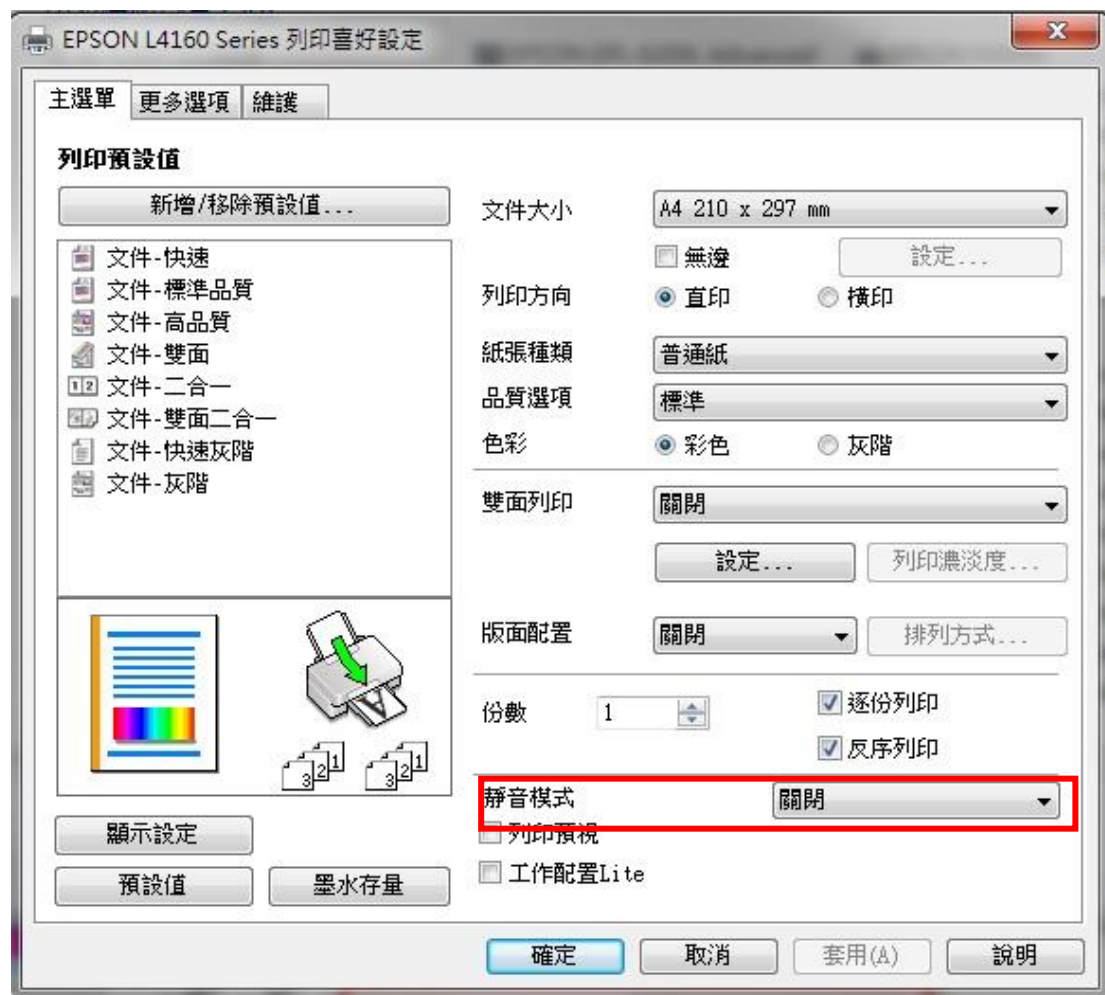 EPSON L4160 Series 列印喜好設定
主選單 更多選項 維護
列印預設值
新增/移除預設值...
文件-快速
文件-標準品質
文件-高品質
文件-雙面
文件-二合一
文件-雙面二合一
文件-快速灰階
文件-灰階
顯示設定
預設值 墨水存量
文件大小 A4 210 x 297 mm
無邊 設定...
列印方向 直印 橫印
紙張種類 普通紙
品質選項 標準
色彩 彩色 灰階
雙面列印 關閉
設定... 列印濃淡度...
版面配置 關閉 排列方式...
份數 1 逐份列印
反序列印
靜音模式 關閉
列印預視
工作配置Lite
確定 取消 套用(A) 說明